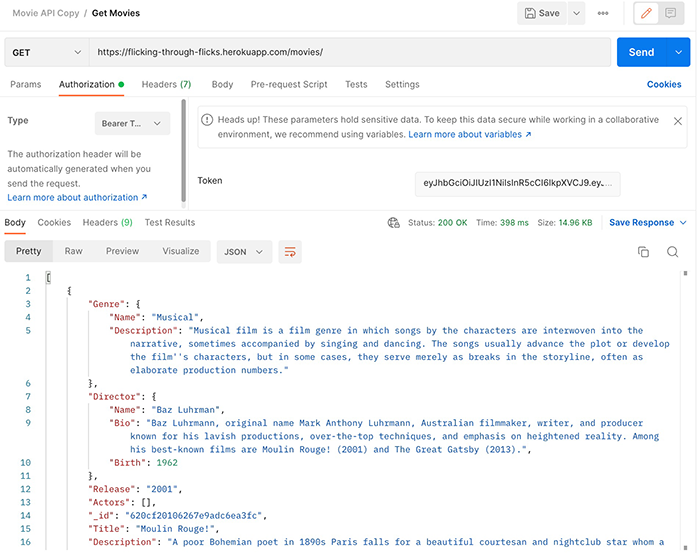 Movie API Copy / Get Movies
Save
GET
https://flicking-through-flicks.herokuapp.com/movies/
Send
Params Authorization Headers (7) Body Pre-request Script Tests Settings Cookies
Type
Bearer T...
Heads up! These parameters hold sensitive data. To keep this data secure while working in a collaborative
environment, we recommend using variables. Learn more about variables ↗
The authorization header will be
automatically generated when you
send the request.
Learn more about authorization ↗
Token
Body Cookies Headers (9) Test Results Status: 200 OK Time: 398 ms Size: 14.96 KB Save Response
Pretty Raw Preview Visualize JSON
1 [
2 {
3 "Genre": {
4 "Name": "Musical",
5 "Description": "Musical film is a film genre in which songs by the characters are interwoven into the
narrative, sometimes accompanied by singing and dancing. The songs usually advance the plot or develop
the film''s characters, but in some cases, they serve merely as breaks in the storyline, often as
elaborate production numbers."
6 },
7 "Director": {
8 "Name": "Baz Luhrman",
9 "Bio": "Baz Luhrmann, original name Mark Anthony Luhrmann, Australian filmmaker, writer, and producer
known for his lavish productions, over-the-top techniques, and emphasis on heightened reality. Among
his best-known films are Moulin Rouge! (2001) and The Great Gatsby (2013).",
10 "Birth": 1962
11 },
12 "Release": "2001",
13 "Actors": [],
14 "_id": "620cf20106267e9adc6ea3fc",
15 "Title": "Moulin Rouge!",
16 "Description": "A poor Bohemian poet in 1890s Paris falls for a beautiful courtesan and nightclub star whom a